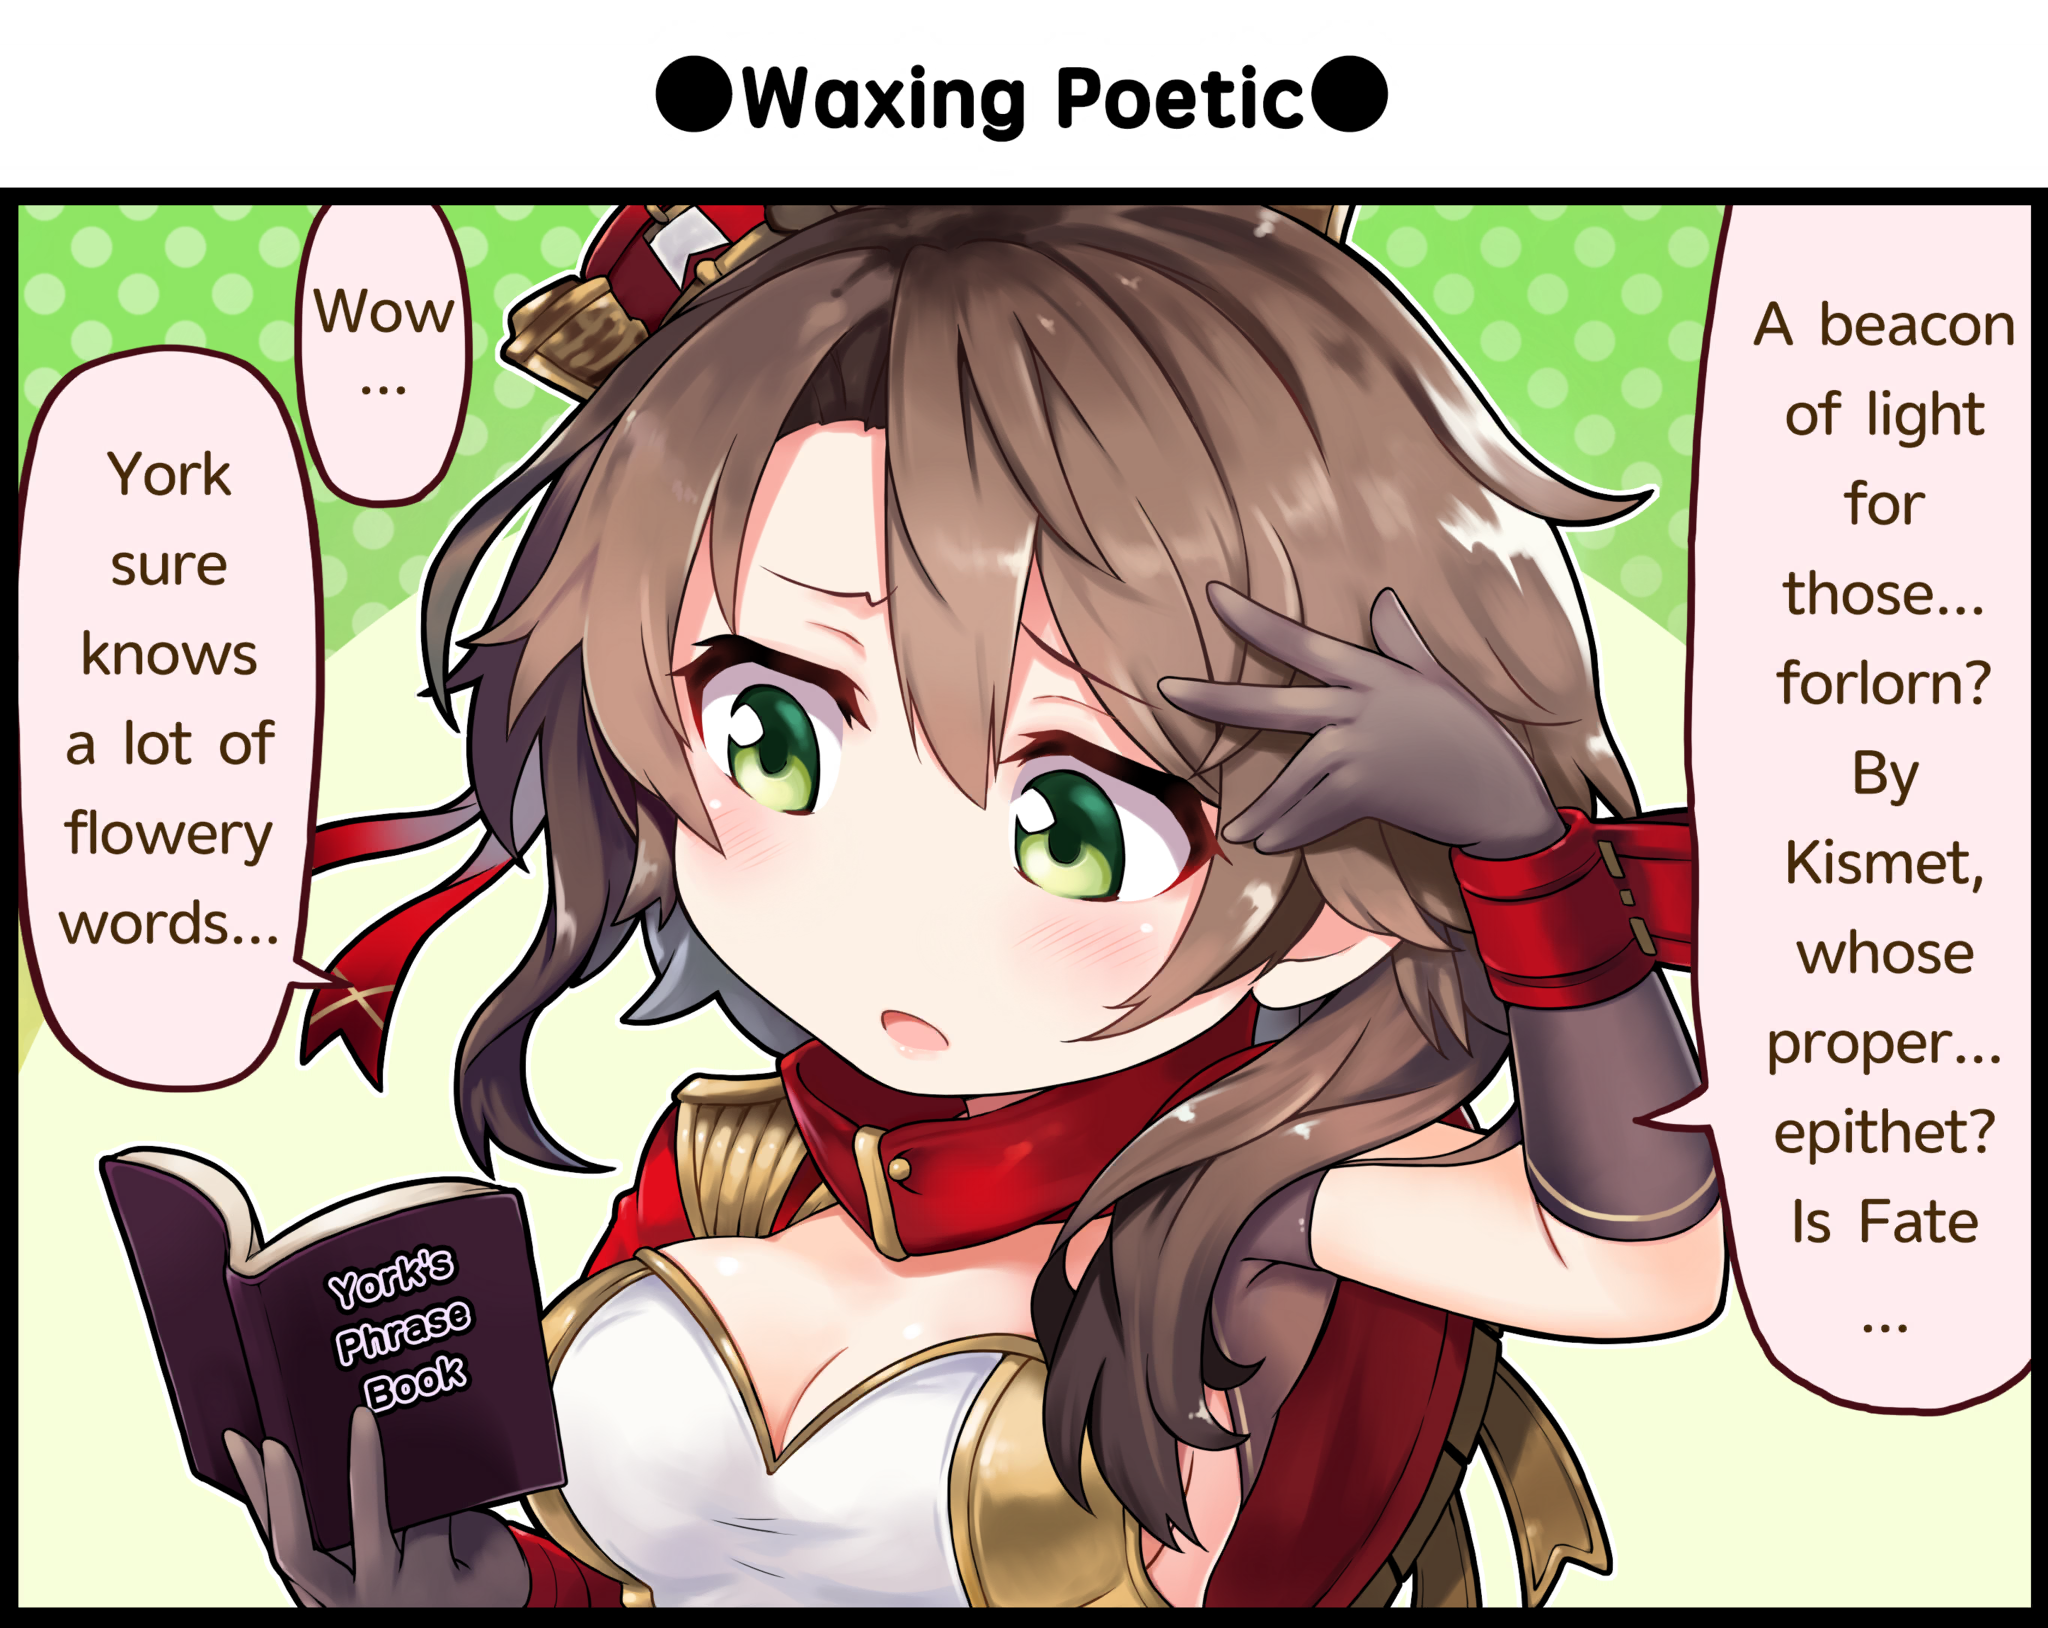 ●Waxing Poetic●
A beacon
of light
for
those...
forlorn?
By
Kismet,
whose
proper...
epithet?
Is Fate
...
Wow
...
York
sure
knows
a lot of
flowery
words...
York's
Phrase
Book